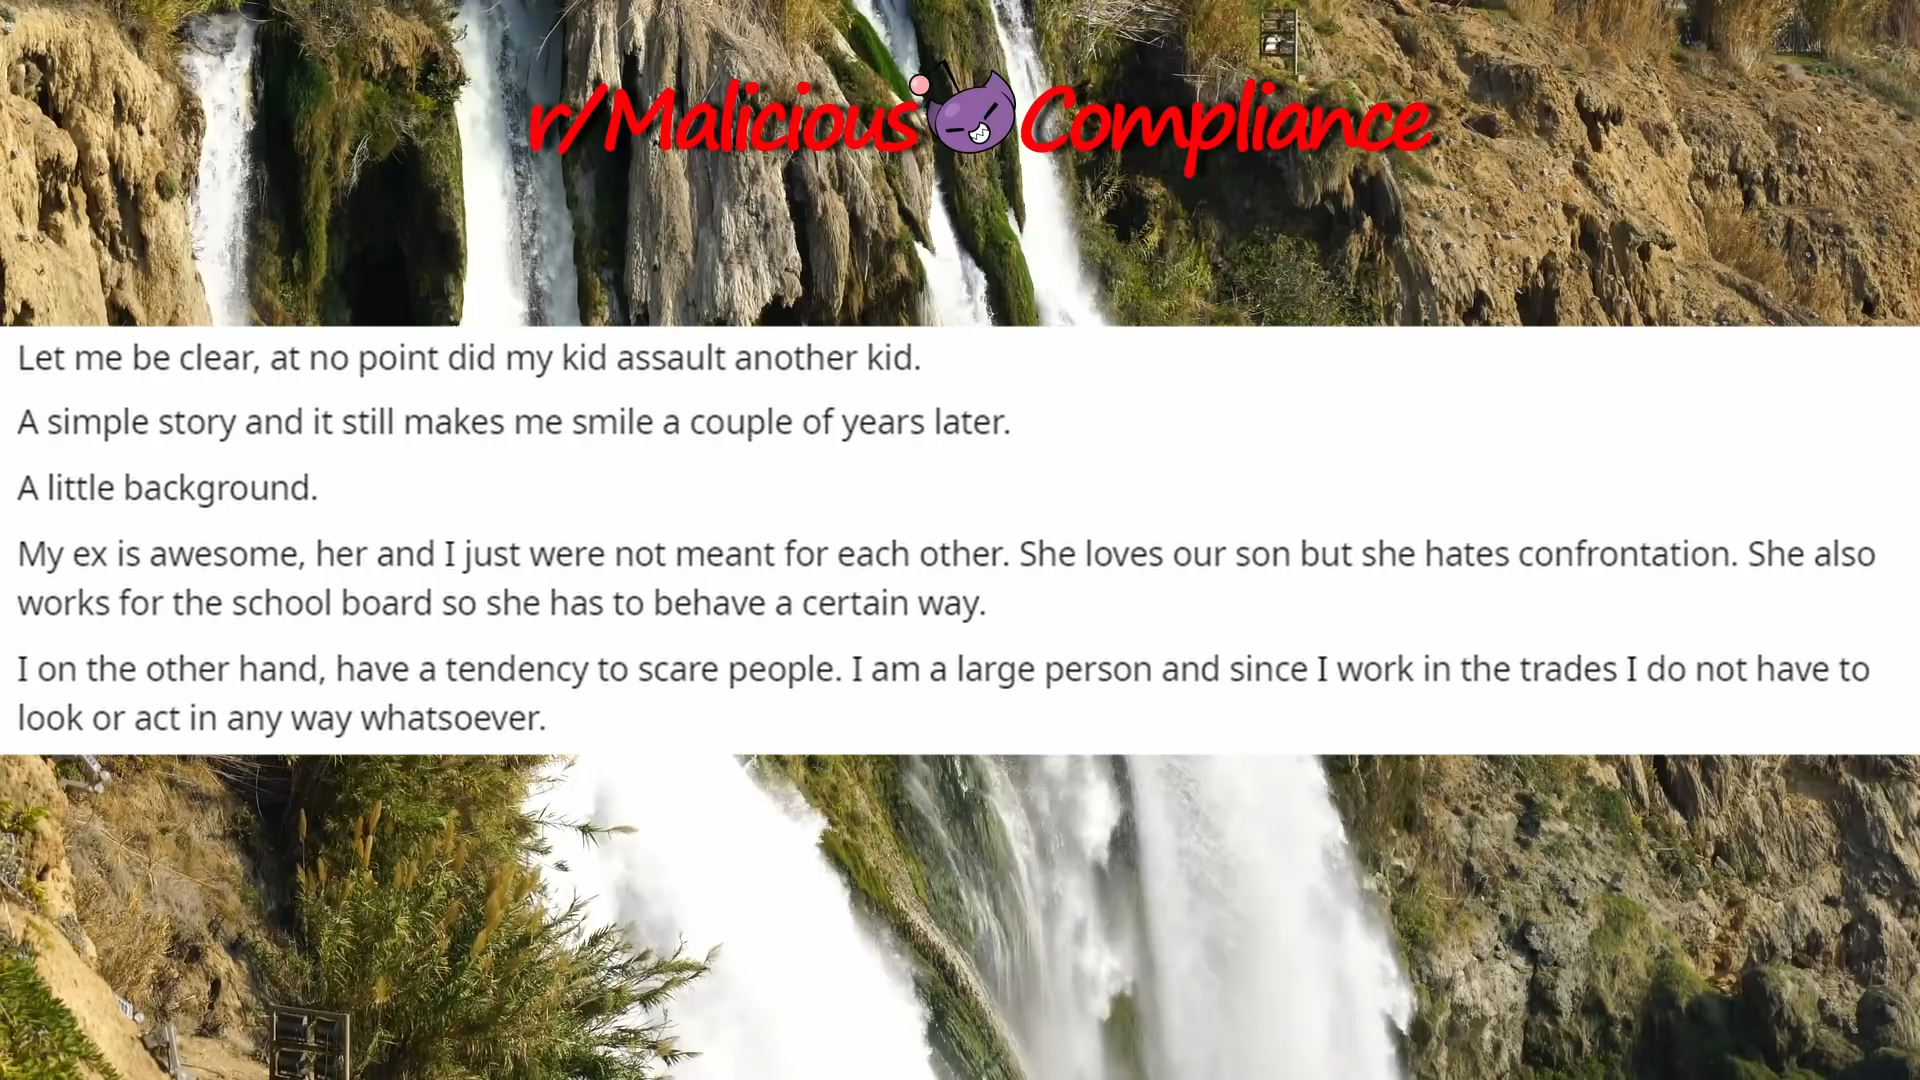 r/Malicious Compliance
Let me be clear, at no point did my kid assault another kid.
A simple story and it still makes me smile a couple of years later.
A little background.
My ex is awesome, her and I just were not meant for each other. She loves our son but she hates confrontation. She also
works for the school board so she has to behave a certain way.
I on the other hand, have a tendency to scare people. I am a large person and since I work in the trades I do not have to
look or act in any way whatsoever.